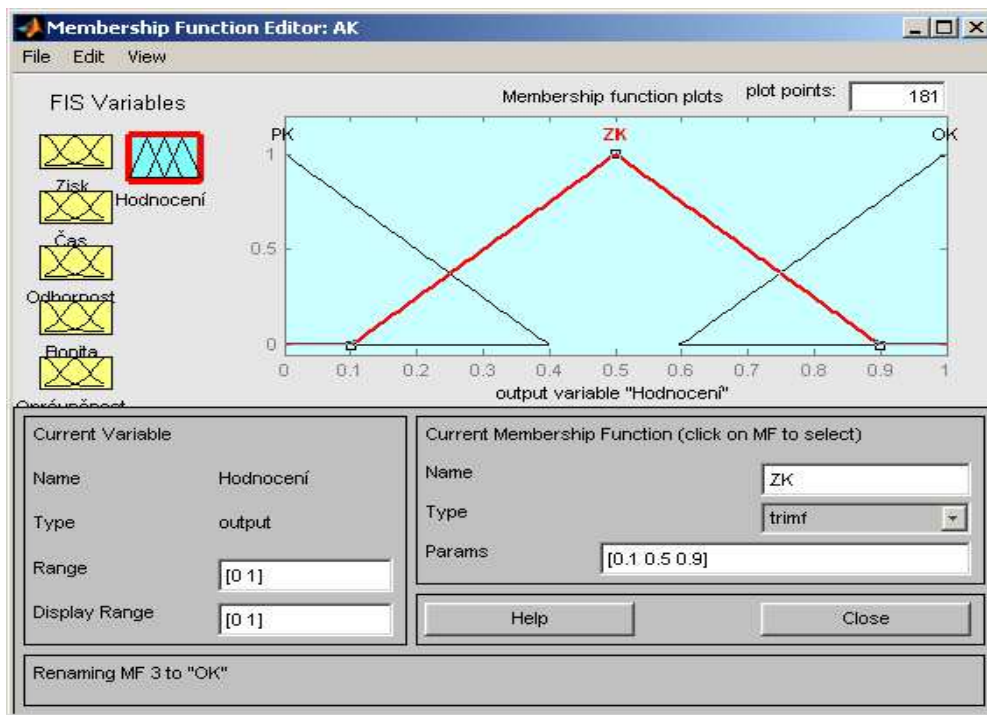 Membership Function Editor: AK
File Edit View
FIS Variables
Membership function plots
plot points:
181
Zisk
Hodnocení
Čas
Odbornost
Bonita
PK
ZK
OK
1
0.5
0
0 0.1 0.2 0.3 0.4 0.5 0.6 0.7 0.8 0.9 1
output variable "Hodnocení"
Current Variable
Name Hodnocení
Type output
Range [0 1]
Display Range [0 1]
Current Membership Function (click on MF to select)
Name ZK
Type trimf
Params [0.1 0.5 0.9]
Help Close
Renaming MF 3 to "OK"